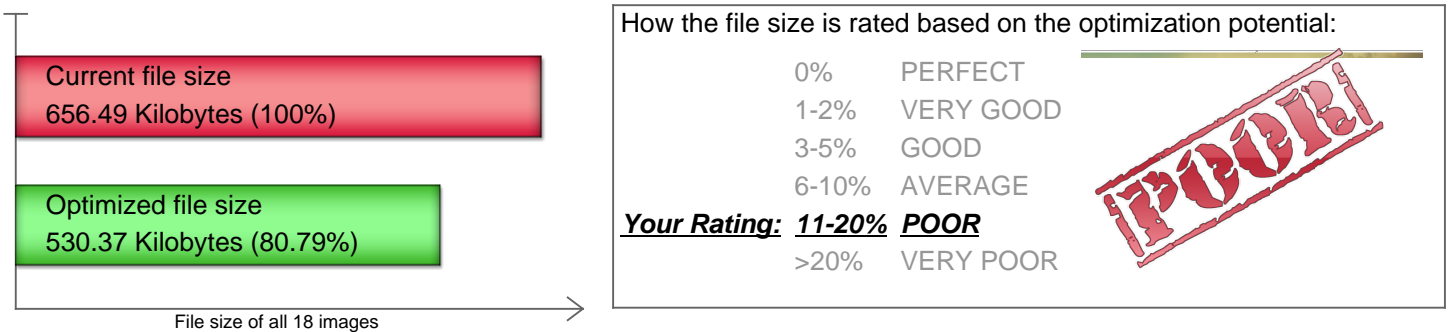 Current file size
656.49 Kilobytes (100%)
Optimized file size
530.37 Kilobytes (80.79%)
File size of all 18 images
How the file size is rated based on the optimization potential:
0% PERFECT
1-2% VERY GOOD
3-5% GOOD
6-10% AVERAGE
Your Rating: 11-20% POOR
>20% VERY POOR
POOR